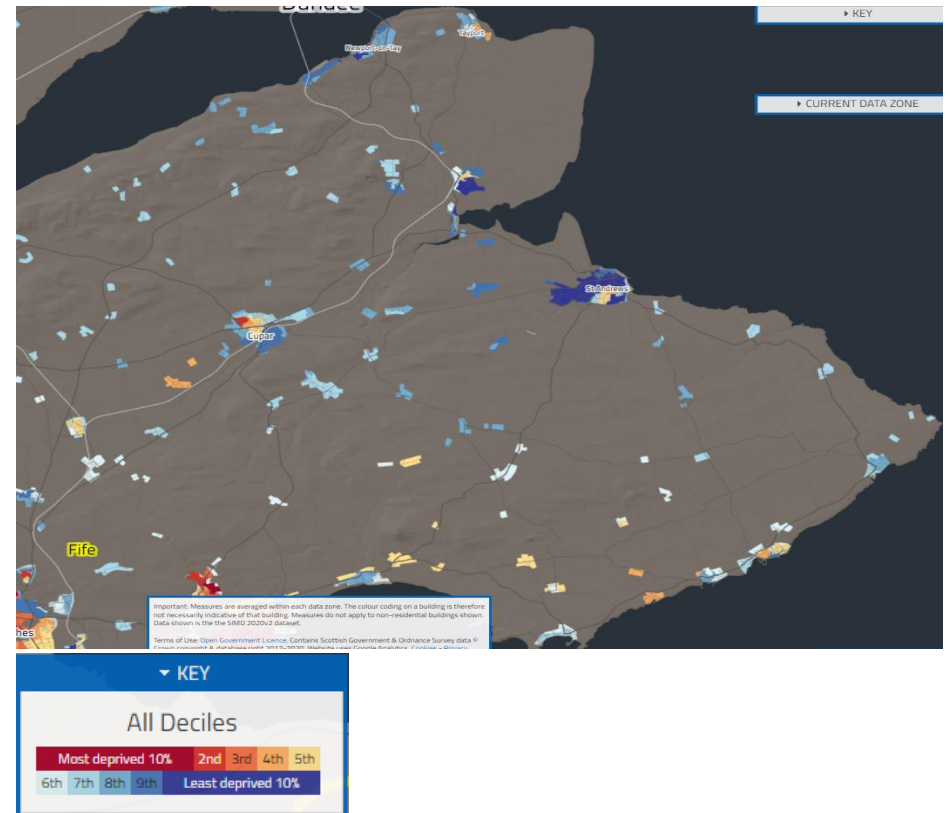 Dundee
KEY
Newport-on-Tay
Tayport
CURRENT DATA ZONE
St Andrews
Cupar
Fife
hes
Important: Measures are averaged within each data zone. The colour coding on a building is therefore
not necessarily indicative of that building. Measures do not apply to non-residential buildings shown.
Data shown is the the SIMD 2020v2 dataset.
Terms of Use: Open Government Licence, Contains Scottish Government & Ordnance Survey data ©
Crown copyright & database right 2017-2020. Website uses Google Analytics. Cookies - Privacy
KEY
All Deciles
Most deprived 10% 2nd 3rd 4th 5th
6th 7th 8th 9th Least deprived 10%